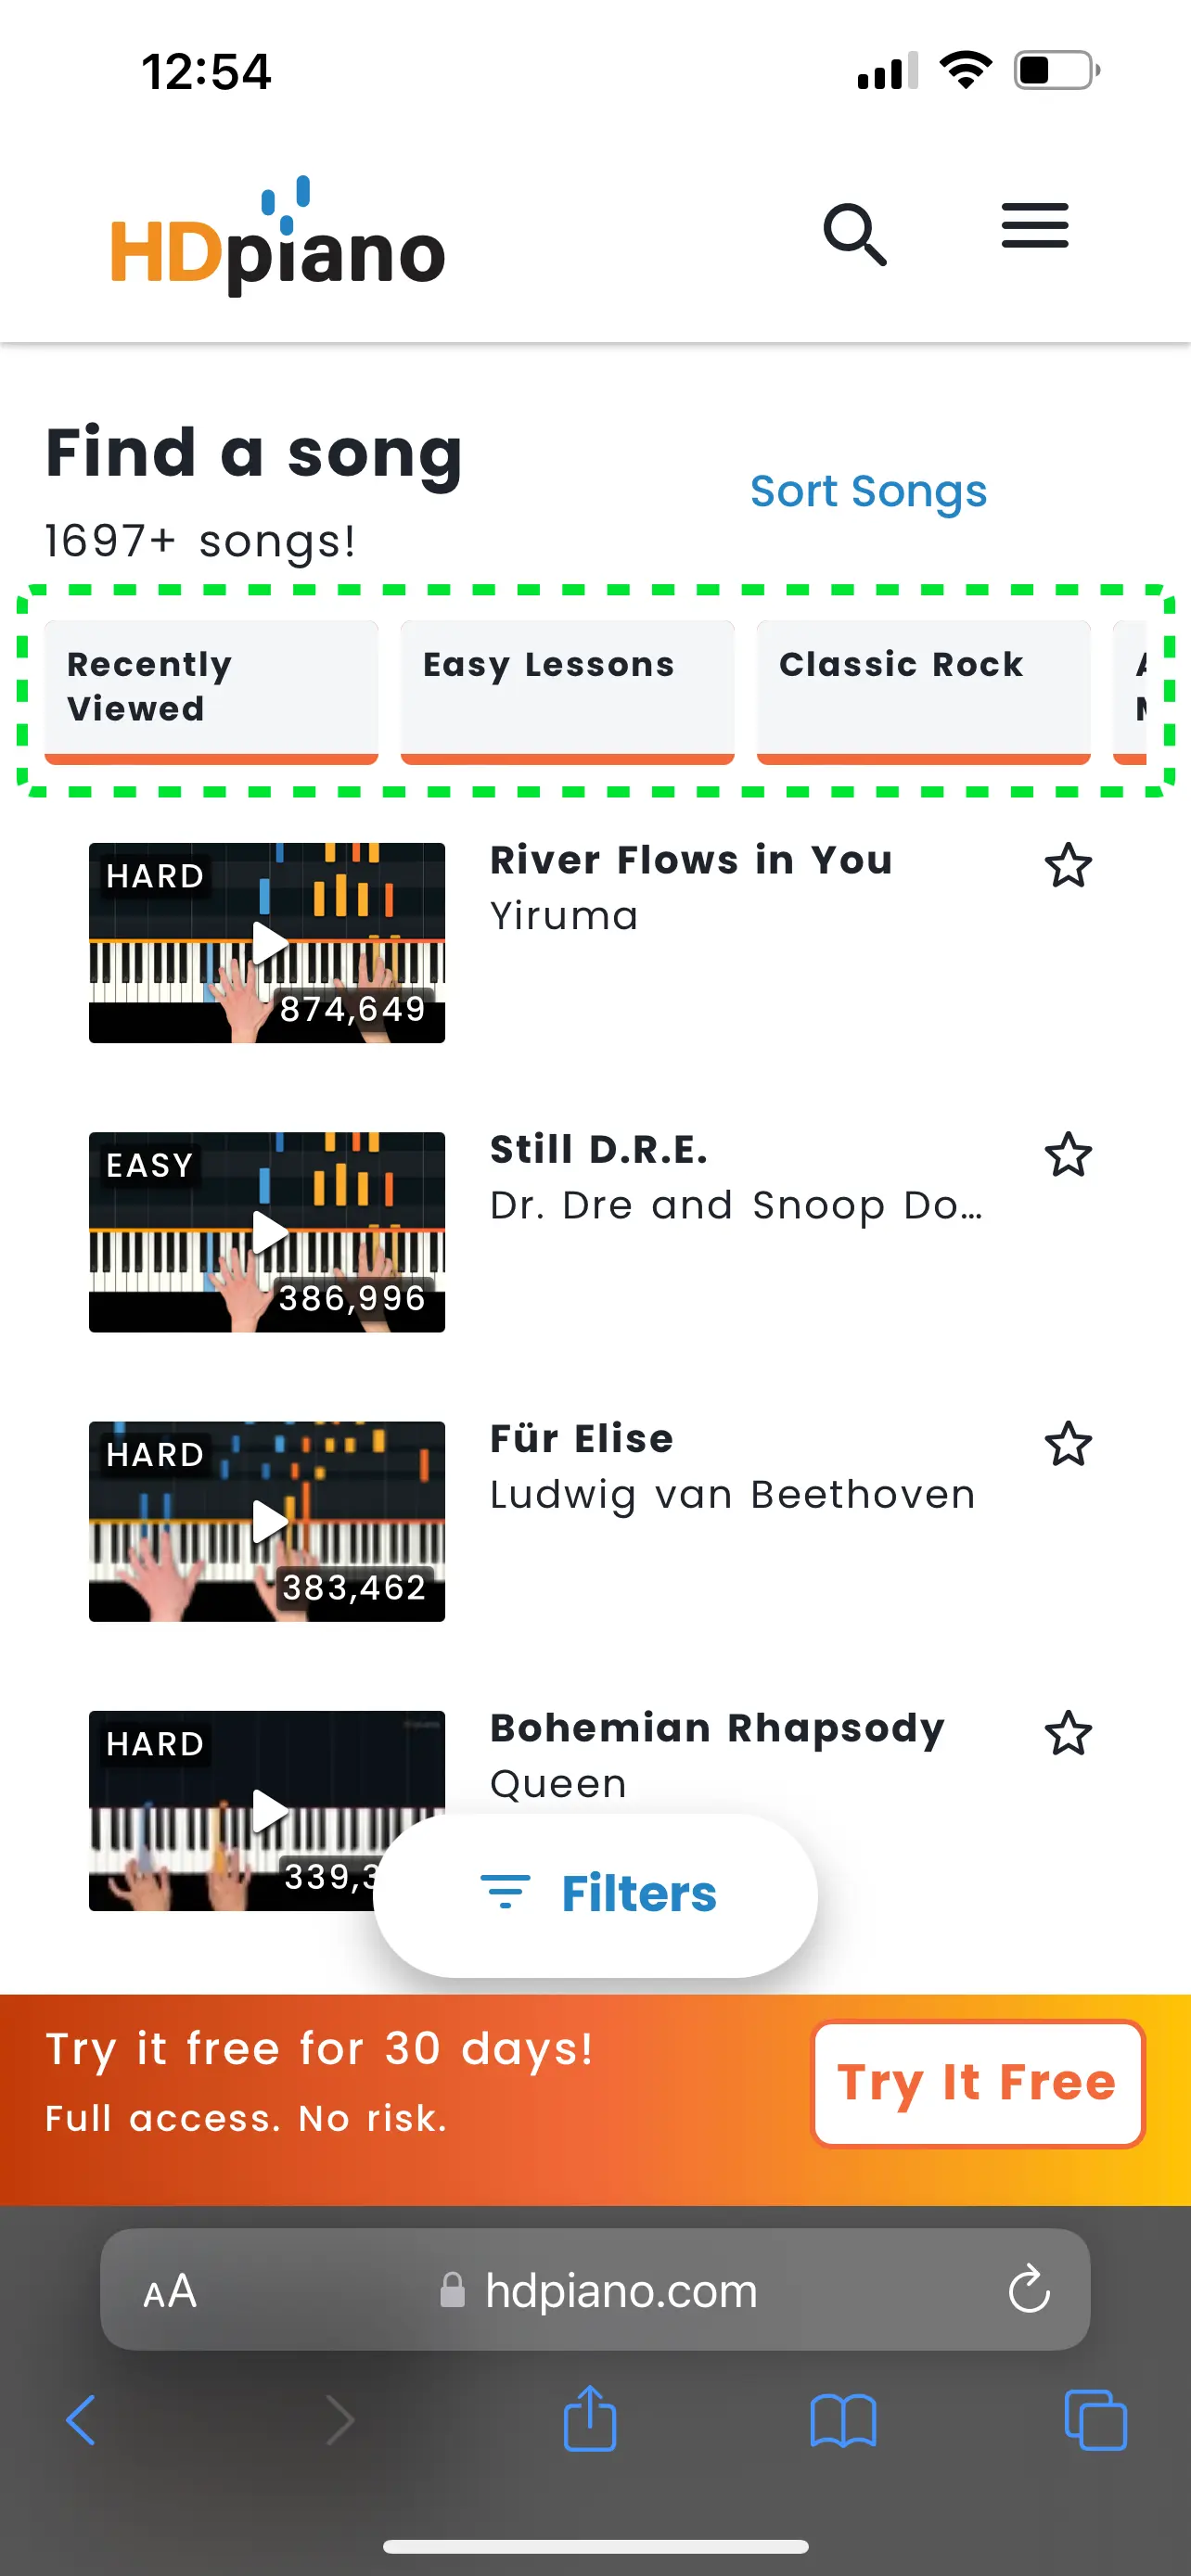 12:54
HDpiano
Find a song
Sort Songs
1697+ songs!
Recently
Viewed
Easy Lessons
Classic Rock
HARD
874,649
River Flows in You
Yiruma
EASY
386,996
Still D.R.E.
Dr. Dre and Snoop Do...
HARD
383,462
Für Elise
Ludwig van Beethoven
HARD
339,3
Bohemian Rhapsody
Queen
Filters
Try it free for 30 days!
Full access. No risk.
Try It Free
AA
hdpiano.com